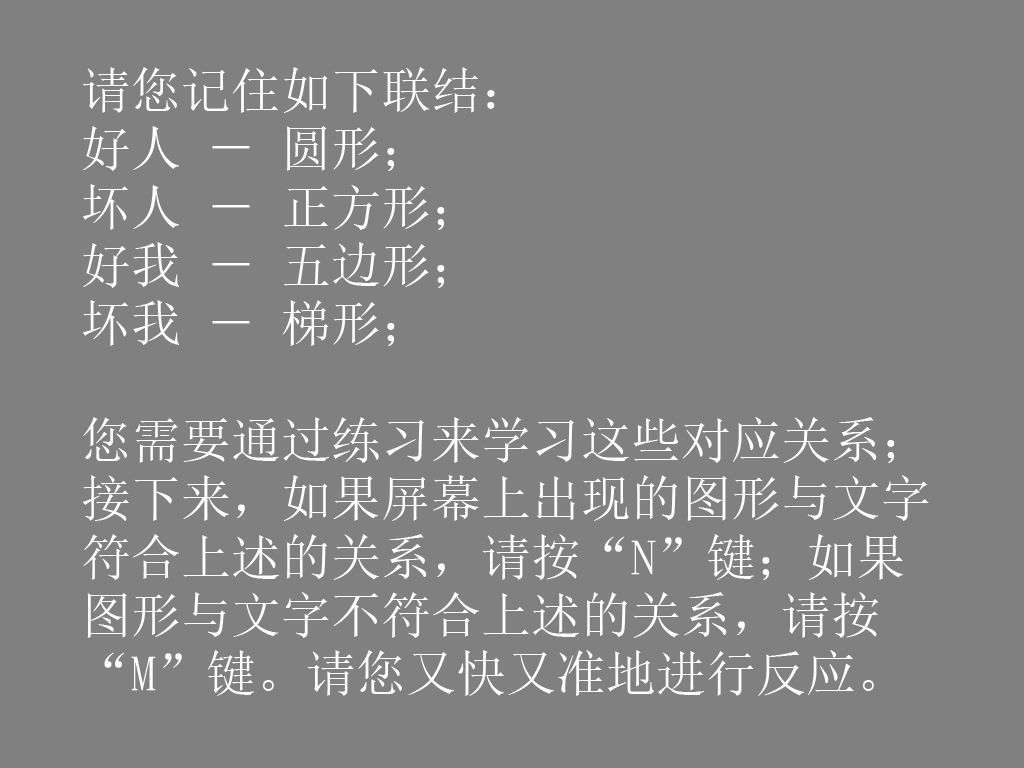 请您记住如下联结：
好人 － 圆形；
坏人 － 正方形；
好我 － 五边形；
坏我 － 梯形；
您需要通过练习来学习这些对应关系；
接下来，如果屏幕上出现的图形与文字
符合上述的关系，请按“N”键；如果
图形与文字不符合上述的关系，请按
“M”键。请您又快又准地进行反应。